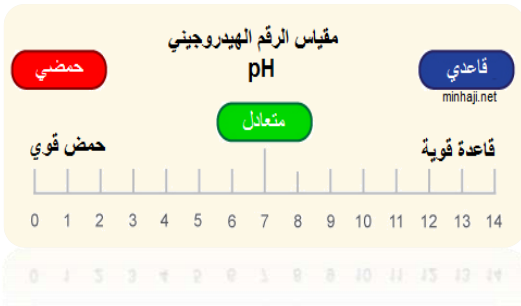 مقياس الرقم الهيدروجيني
pH
حمضي
قاعدي
minhaji.net
متعادل
حمض قوي
قاعدة قوية
0 1 2 3 4 5 6 7 8 9 10 11 12 13 14